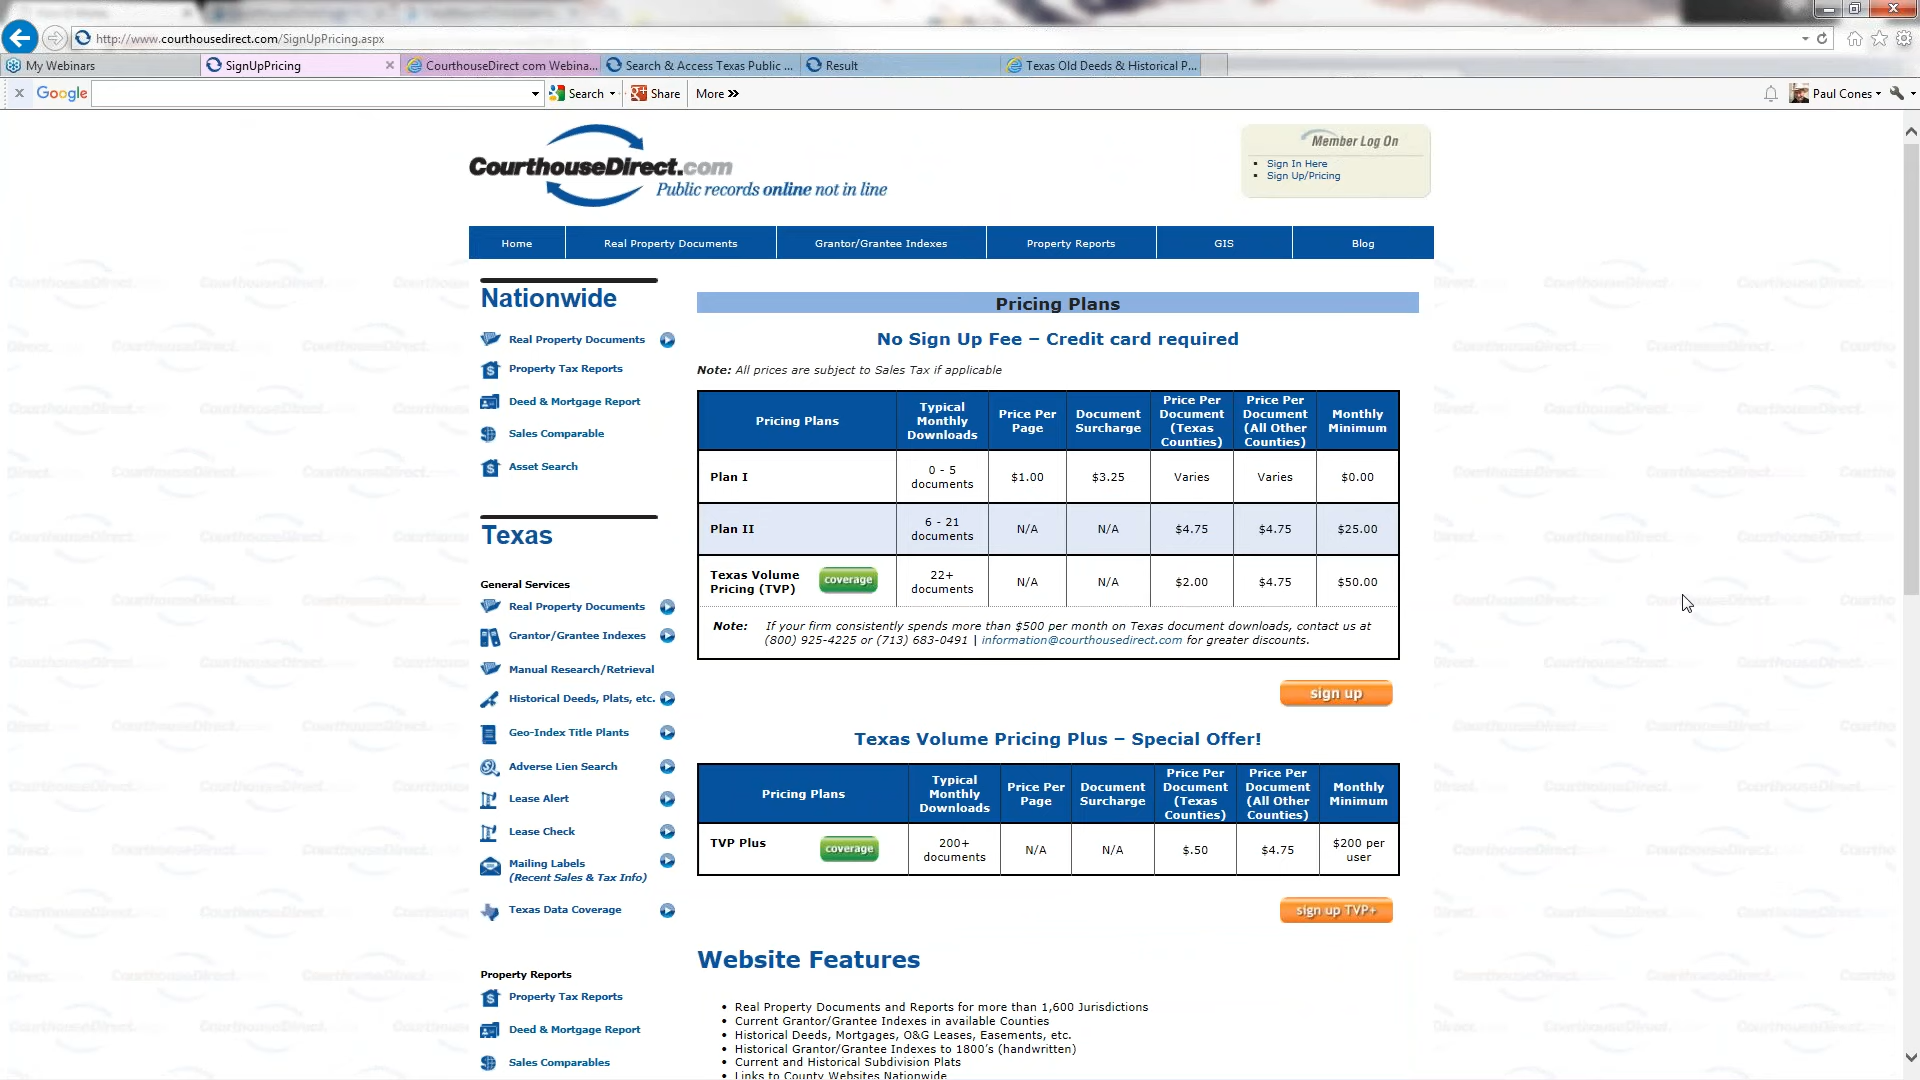 http://www.courthousedirect.com/SignUpPricing.aspx
My Webinars
SignUpPricing
CourthouseDirect com Webina...
Search & Access Texas Public ...
Result
Texas Old Deeds & Historical P...
Google
Search
Share
More »
Paul Cones
CourthouseDirect.com
Public records online not in line
Member Log On
Sign In Here
Sign Up/Pricing
Home
Real Property Documents
Grantor/Grantee Indexes
Property Reports
GIS
Blog
Nationwide
Real Property Documents
Property Tax Reports
Deed & Mortgage Report
Sales Comparable
Asset Search
Texas
General Services
Real Property Documents
Grantor/Grantee Indexes
Manual Research/Retrieval
Historical Deeds, Plats, etc.
Geo-Index Title Plants
Adverse Lien Search
Lease Alert
Lease Check
Mailing Labels
(Recent Sales & Tax Info)
Texas Data Coverage
Property Reports
Property Tax Reports
Deed & Mortgage Report
Sales Comparables
Pricing Plans
No Sign Up Fee – Credit card required
Note: All prices are subject to Sales Tax if applicable
Pricing Plans
Typical
Monthly
Downloads
Price Per
Page
Document
Surcharge
Price Per
Document
(Texas
Counties)
Price Per
Document
(All Other
Counties)
Monthly
Minimum
Plan I
0 - 5
documents
$1.00
$3.25
Varies
Varies
$0.00
Plan II
6 - 21
documents
N/A
N/A
$4.75
$4.75
$25.00
Texas Volume
Pricing (TVP)
coverage
22+
documents
N/A
N/A
$2.00
$4.75
$50.00
Note: If your firm consistently spends more than $500 per month on Texas document downloads, contact us at
(800) 925-4225 or (713) 683-0491 | information@courthousedirect.com for greater discounts.
sign up
Texas Volume Pricing Plus – Special Offer!
Pricing Plans
Typical
Monthly
Downloads
Price Per
Page
Document
Surcharge
Price Per
Document
(Texas
Counties)
Price Per
Document
(All Other
Counties)
Monthly
Minimum
TVP Plus
coverage
200+
documents
N/A
N/A
$.50
$4.75
$200 per
user
sign up TVP+
Website Features
Real Property Documents and Reports for more than 1,600 Jurisdictions
Current Grantor/Grantee Indexes in available Counties
Historical Deeds, Mortgages, O&G Leases, Easements, etc.
Historical Grantor/Grantee Indexes to 1800's (handwritten)
Current and Historical Subdivision Plats
Links to County Websites Nationwide